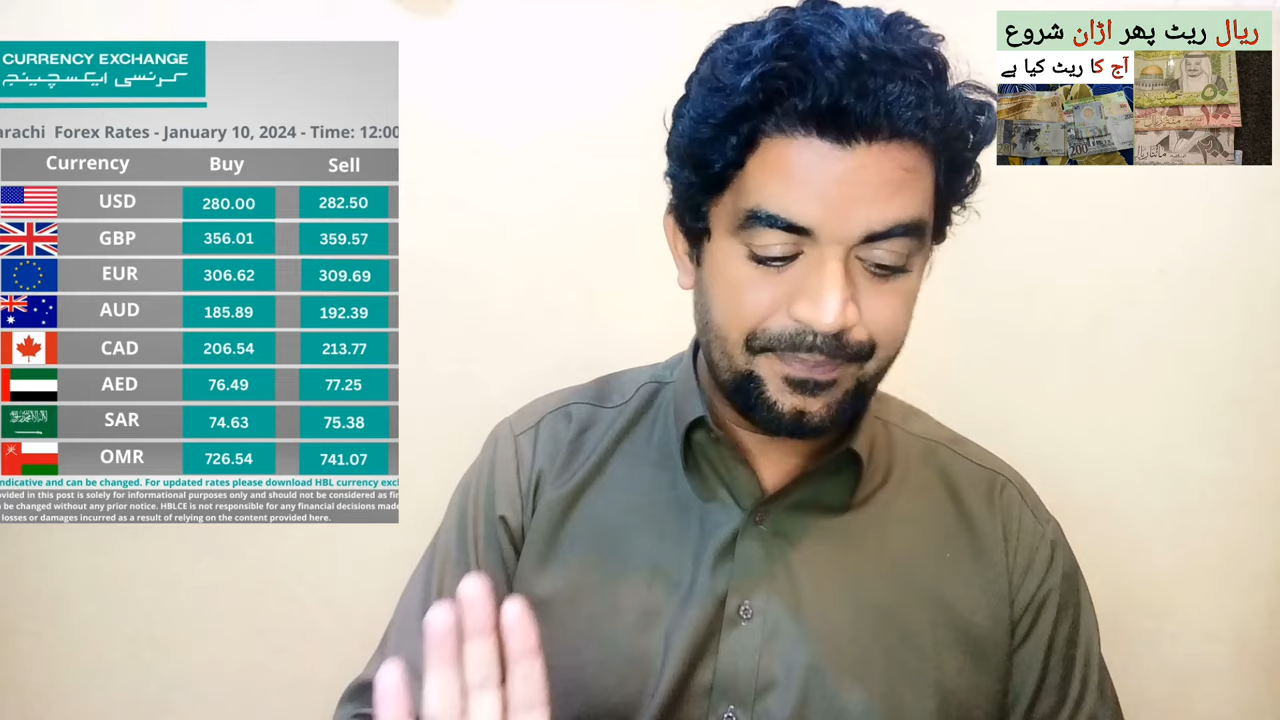 CURRENCY EXCHANGE
کرنسی ایکسچینج
arachi Forex Rates - January 10, 2024 - Time: 12:00
Currency Buy Sell
USD 280.00 282.50
GBP 356.01 359.57
EUR 306.62 309.69
AUD 185.89 192.39
CAD 206.54 213.77
AED 76.49 77.25
SAR 74.63 75.38
OMR 726.54 741.07
ndicative and can be changed. For updated rates please download HBL currency excl
ovided in this post is solely for informational purposes only and should not be considered as fir
be changed without any prior notice. HBLCE is not responsible for any financial decisions made
losses or damages incurred as a result of relying on the content provided here.
ریال ریٹ پھر اڑان شروع
آج کا ریٹ کیا ہے
200